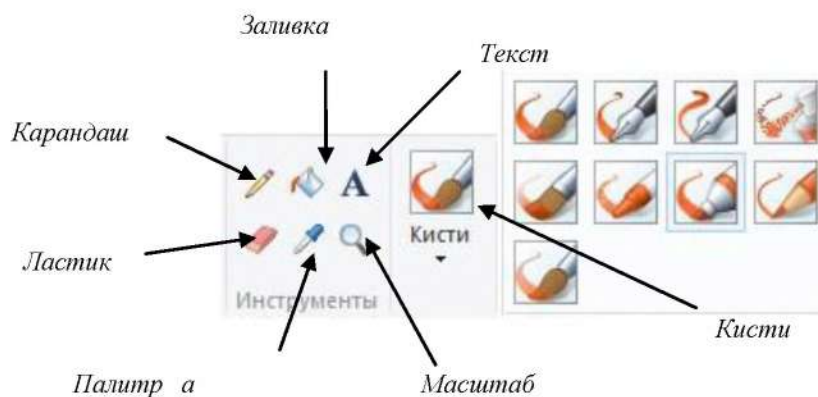 Заливка
Текст
Карандаш
Ластик
A
Кисти
Инструменты
Кисти
Палитр а
Масштаб